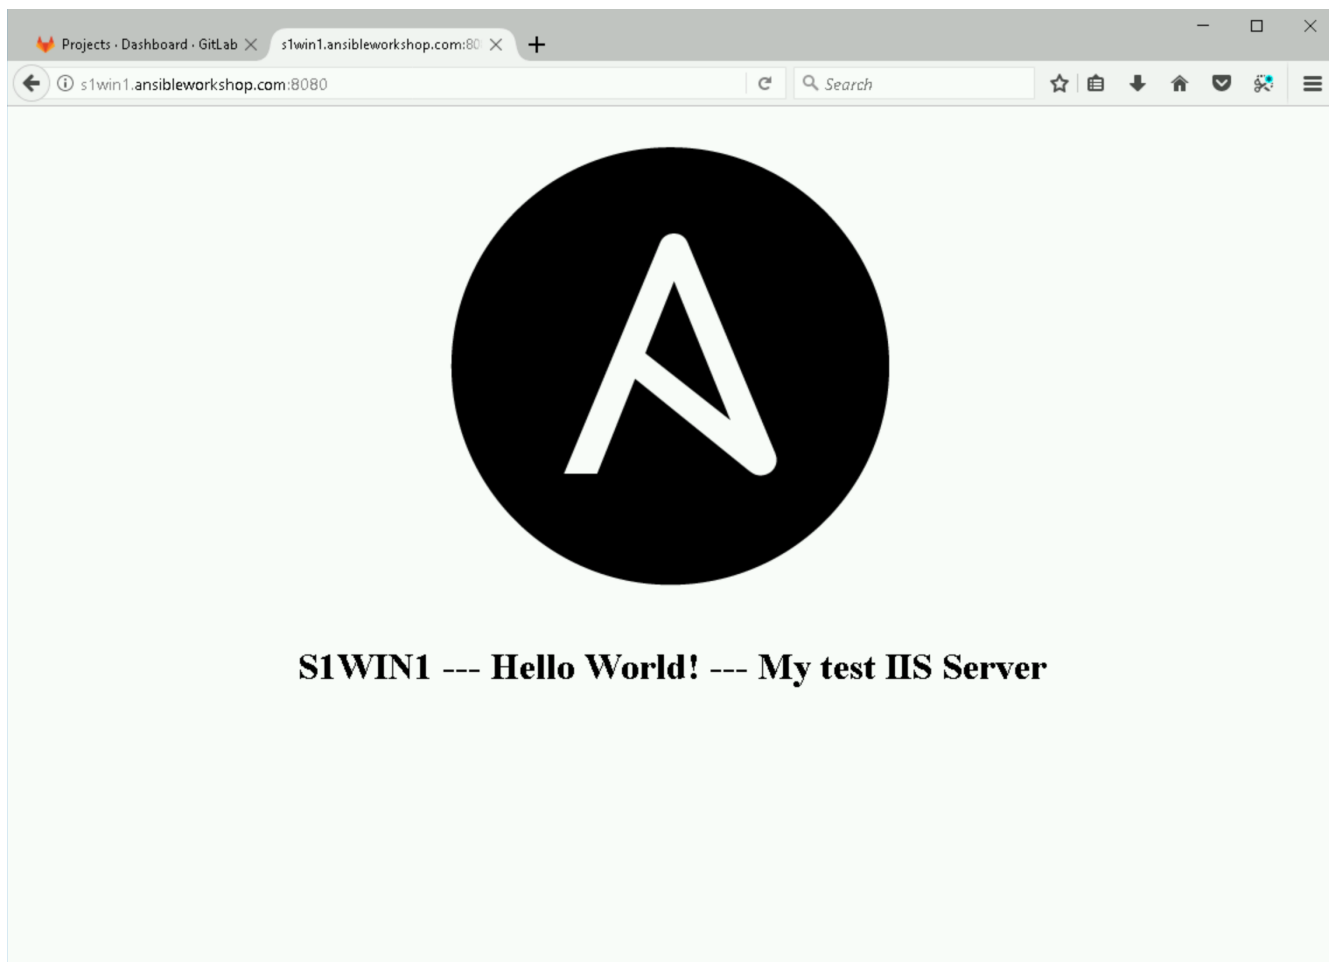 Projects · Dashboard · GitLab
s1win1.ansibleworkshop.com:80
s1win1.ansibleworkshop.com:8080
Search
S1WIN1 --- Hello World! --- My test IIS Server